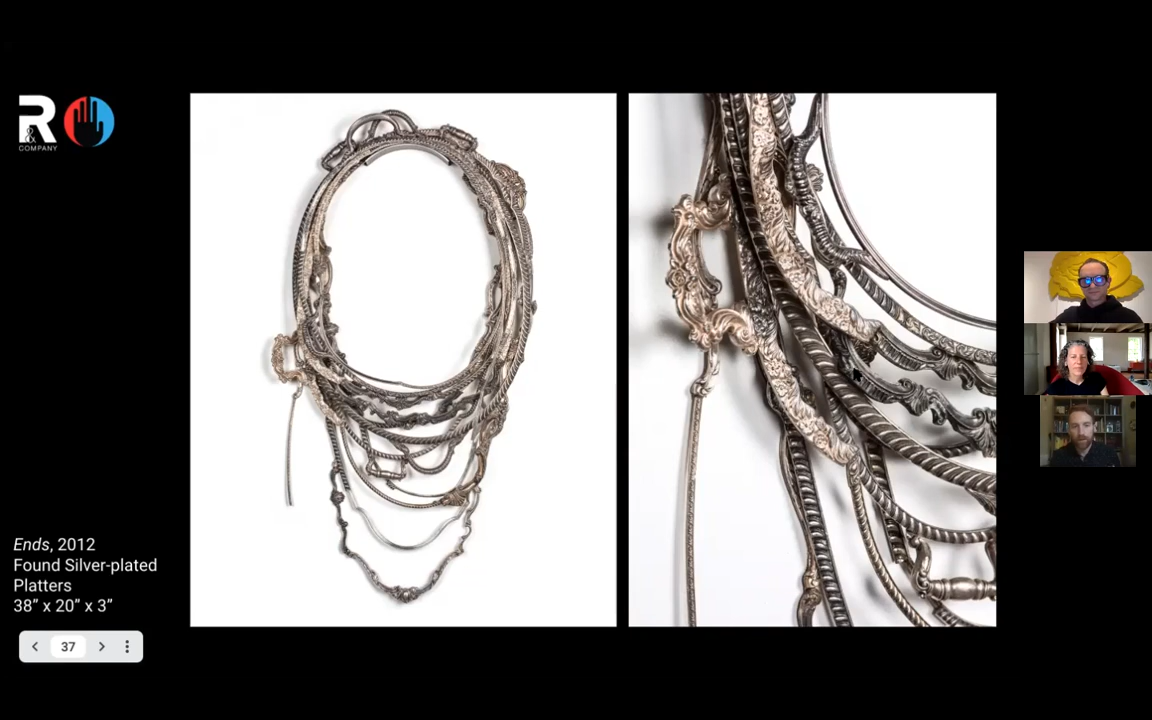 R
&
COMPANY
Ends, 2012
Found Silver-plated
Platters
38” x 20” x 3”
37